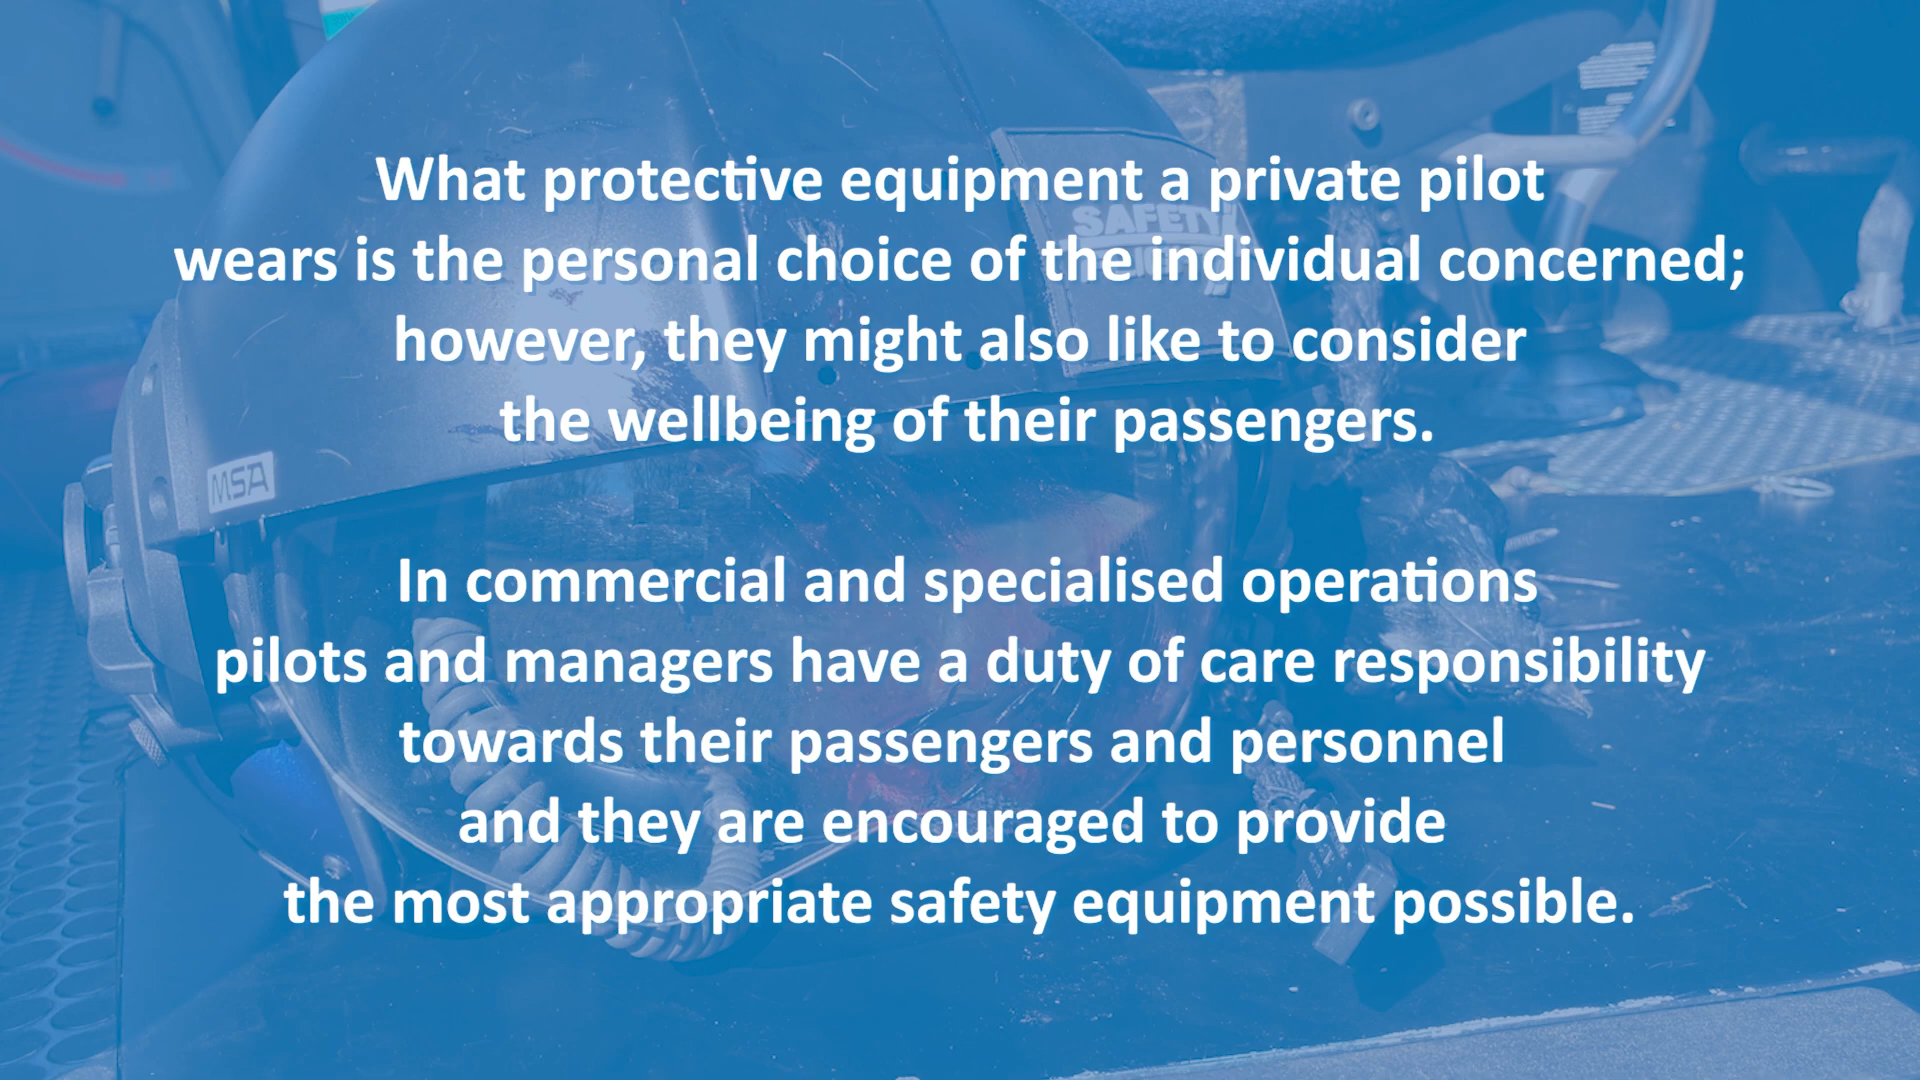 What protective equipment a private pilot
wears is the personal choice of the individual concerned;
however, they might also like to consider
the wellbeing of their passengers.
In commercial and specialised operations
pilots and managers have a duty of care responsibility
towards their passengers and personnel
and they are encouraged to provide
the most appropriate safety equipment possible.
SAFETY
MSA